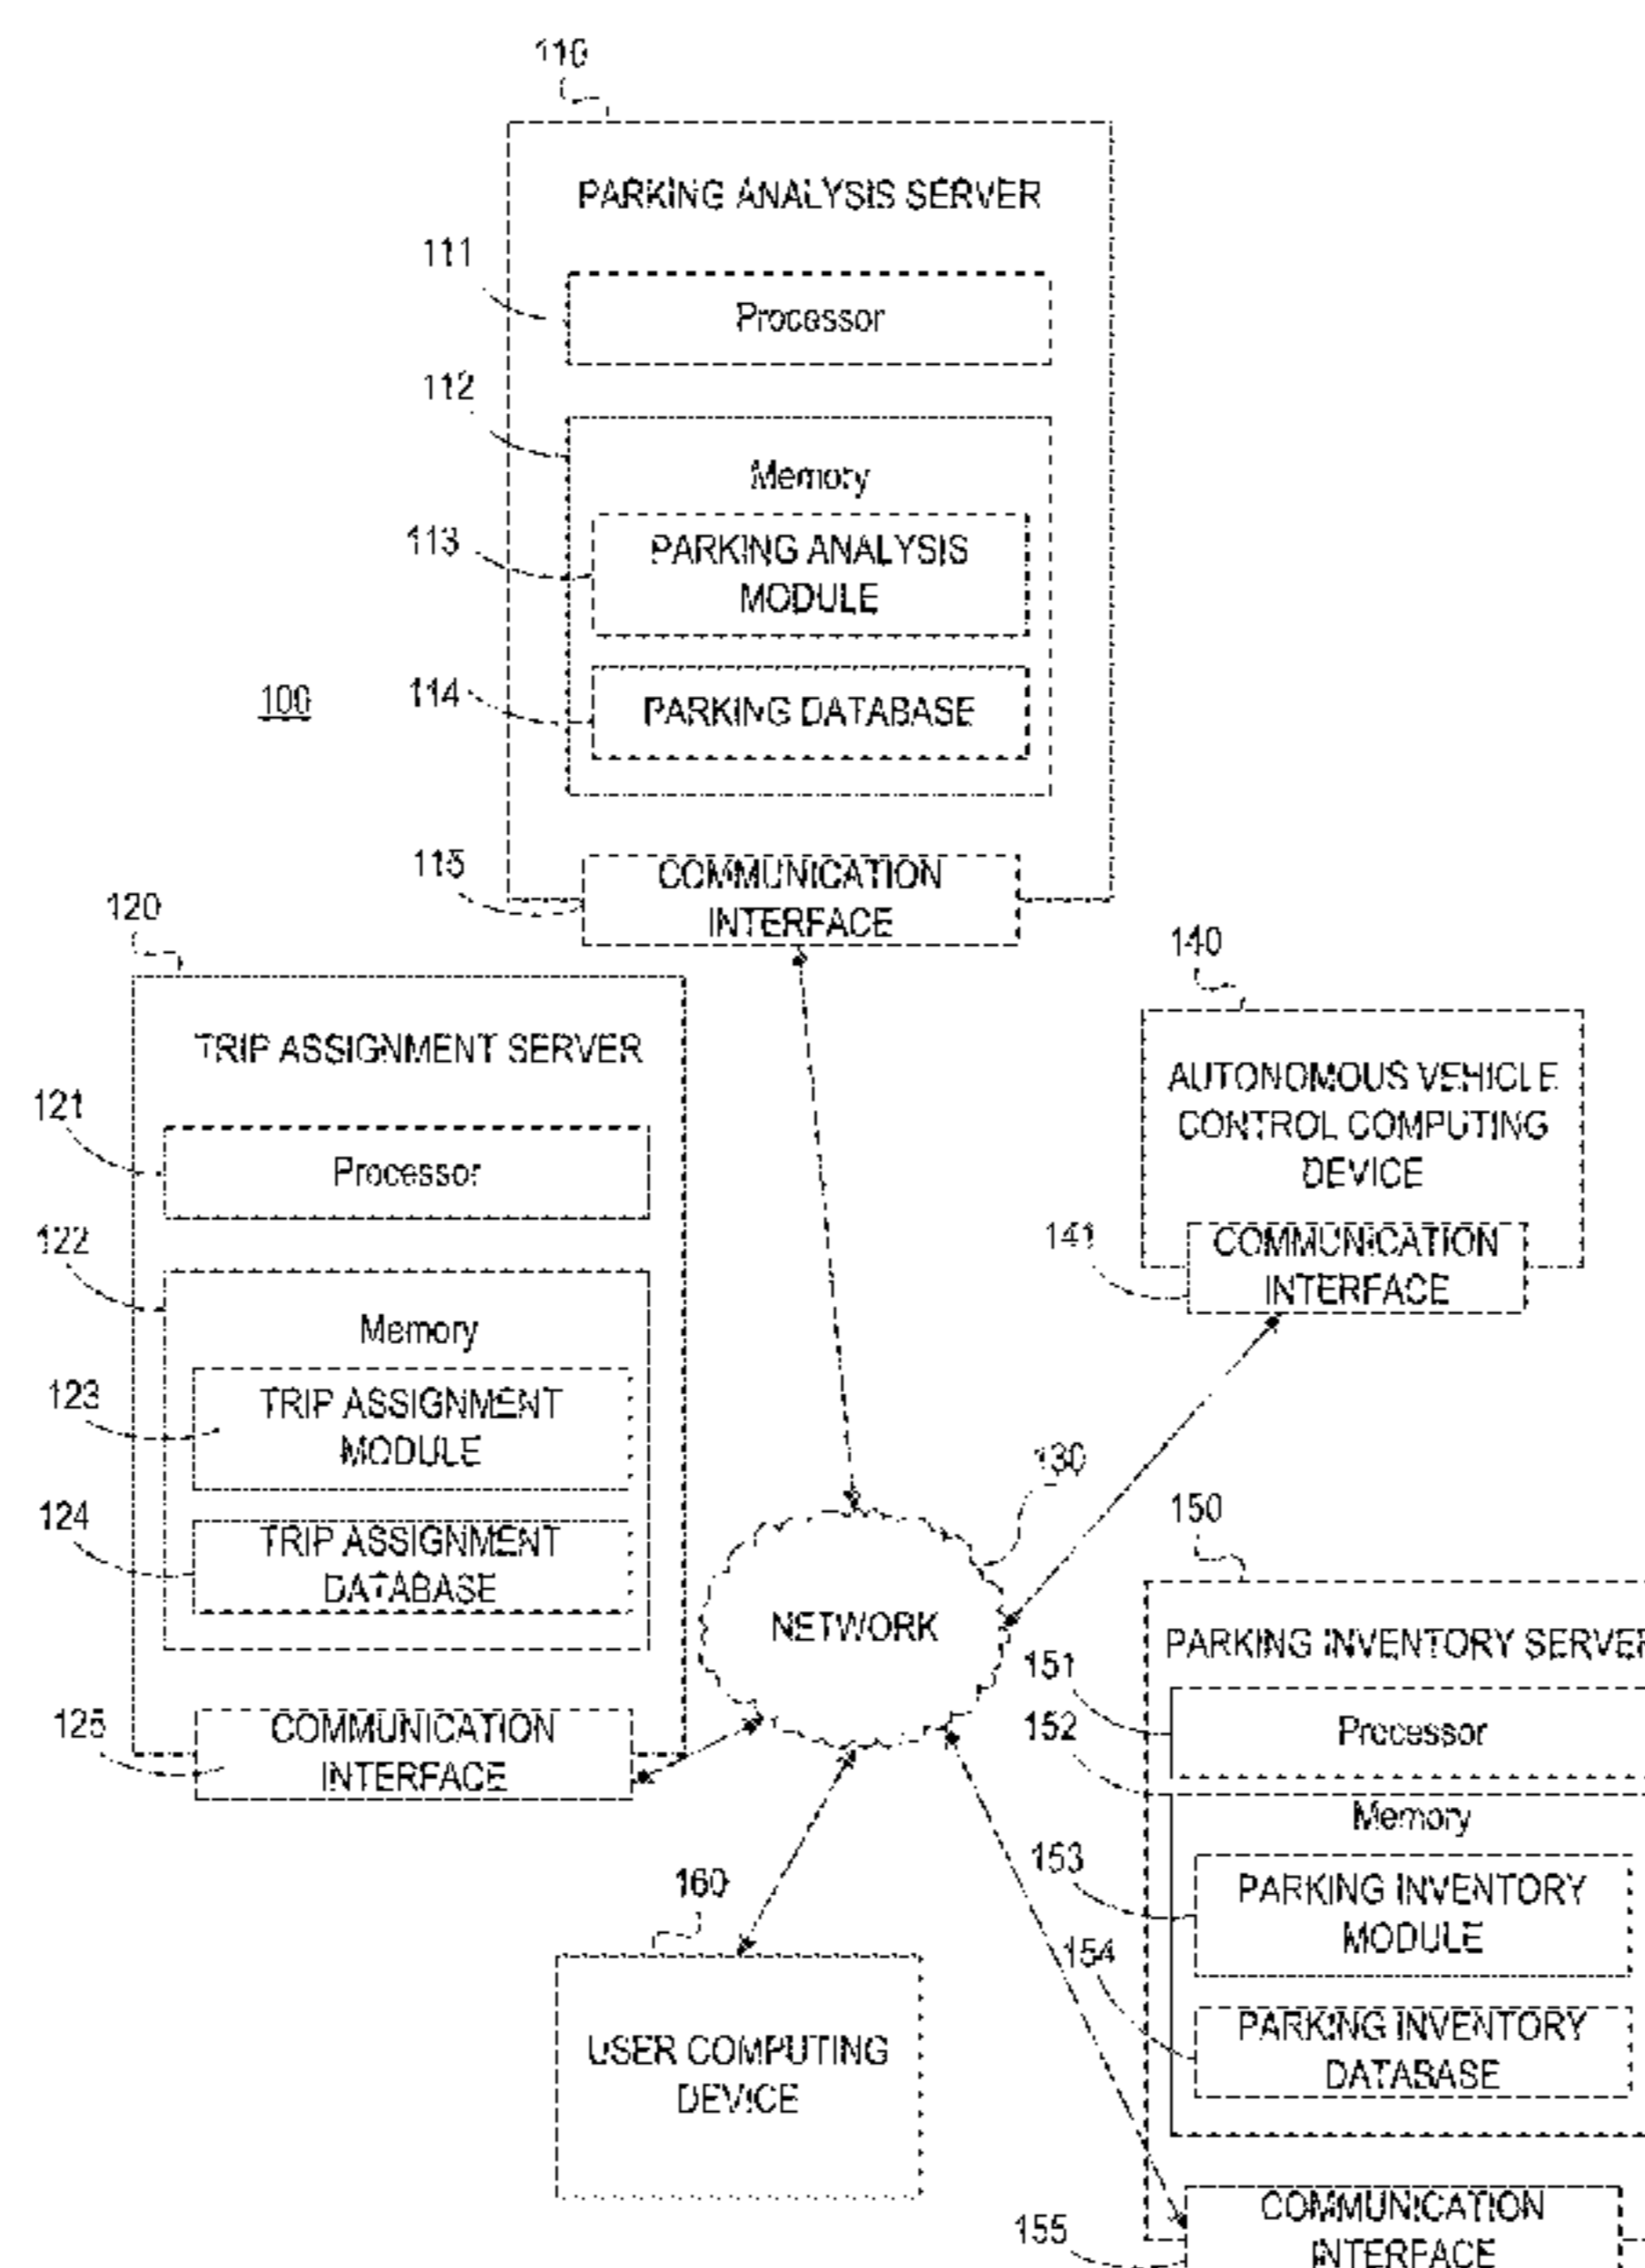 110
PARKING ANALYSIS SERVER
111
Processor
112
Memory
113
PARKING ANALYSIS
MODULE
100
114
PARKING DATABASE
115
COMMUNICATION
INTERFACE
120
TRIP ASSIGNMENT SERVER
121
Processor
122
Memory
123
TRIP ASSIGNMENT
MODULE
124
TRIP ASSIGNMENT
DATABASE
125
COMMUNICATION
INTERFACE
140
AUTONOMOUS VEHICLE
CONTROL COMPUTING
DEVICE
141
COMMUNICATION
INTERFACE
130
NETWORK
150
PARKING INVENTORY SERVER
151
Processor
152
Memory
153
PARKING INVENTORY
MODULE
154
PARKING INVENTORY
DATABASE
155
COMMUNICATION
INTERFACE
160
USER COMPUTING
DEVICE